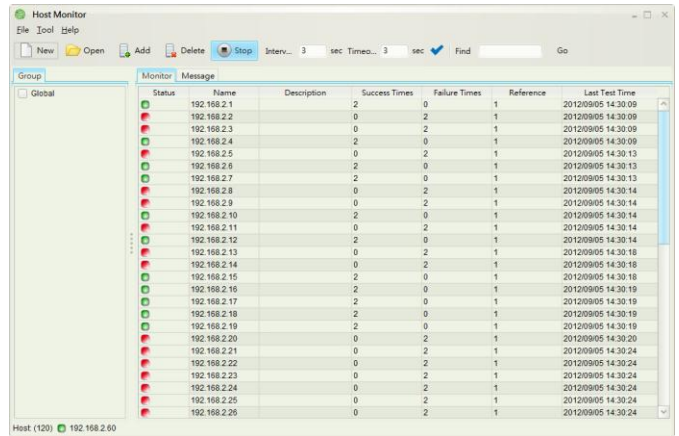 Host Monitor
File Tool Help
New Open Add Delete Stop Interv... 3 sec Timeo... 3 sec Find Go
Group Monitor Message
Global
Status Name Description Success Times Failure Times Reference Last Test Time
192.168.2.1 2 0 1 2012/09/05 14:30:09
192.168.2.2 0 2 1 2012/09/05 14:30:09
192.168.2.3 0 2 1 2012/09/05 14:30:09
192.168.2.4 2 0 1 2012/09/05 14:30:09
192.168.2.5 0 2 1 2012/09/05 14:30:13
192.168.2.6 2 0 1 2012/09/05 14:30:13
192.168.2.7 2 0 1 2012/09/05 14:30:13
192.168.2.8 0 2 1 2012/09/05 14:30:14
192.168.2.9 0 2 1 2012/09/05 14:30:14
192.168.2.10 2 0 1 2012/09/05 14:30:14
192.168.2.11 0 2 1 2012/09/05 14:30:14
192.168.2.12 2 0 1 2012/09/05 14:30:14
192.168.2.13 0 2 1 2012/09/05 14:30:18
192.168.2.14 0 2 1 2012/09/05 14:30:18
192.168.2.15 2 0 1 2012/09/05 14:30:18
192.168.2.16 2 0 1 2012/09/05 14:30:19
192.168.2.17 2 0 1 2012/09/05 14:30:19
192.168.2.18 2 0 1 2012/09/05 14:30:19
192.168.2.19 2 0 1 2012/09/05 14:30:19
192.168.2.20 0 2 1 2012/09/05 14:30:20
192.168.2.21 0 2 1 2012/09/05 14:30:24
192.168.2.22 0 2 1 2012/09/05 14:30:24
192.168.2.23 0 2 1 2012/09/05 14:30:24
192.168.2.24 0 2 1 2012/09/05 14:30:24
192.168.2.25 0 2 1 2012/09/05 14:30:24
192.168.2.26 0 2 1 2012/09/05 14:30:24
Host: (120) 192.168.2.60